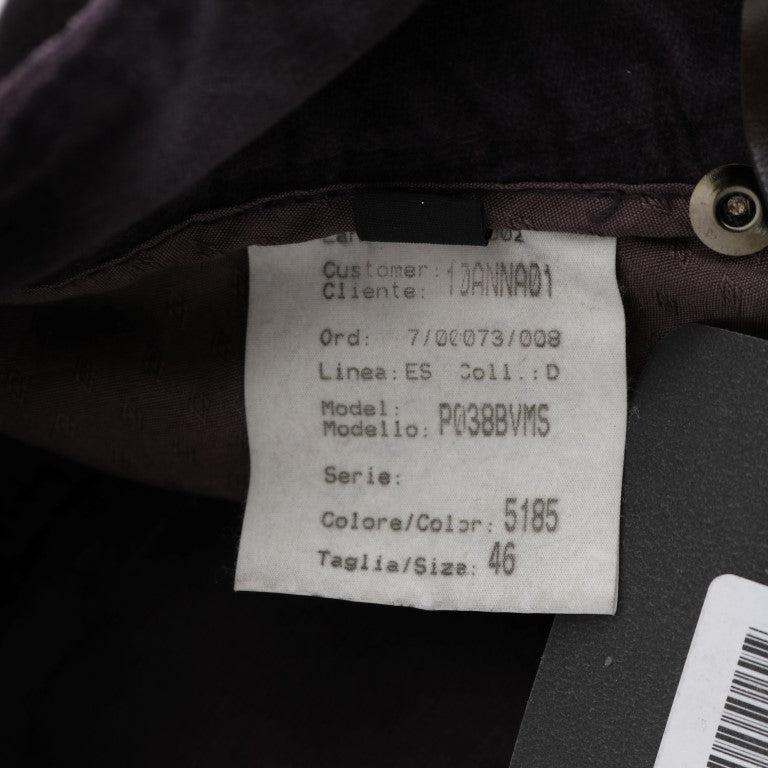 Customer: 10ANNA01
Cliente:
Ord: 7/00073/008
Linea: ES Coll.: D
Model:
Modello: P038BVMS
Serie:
Colore/Color: 5185
Taglia/Size: 46